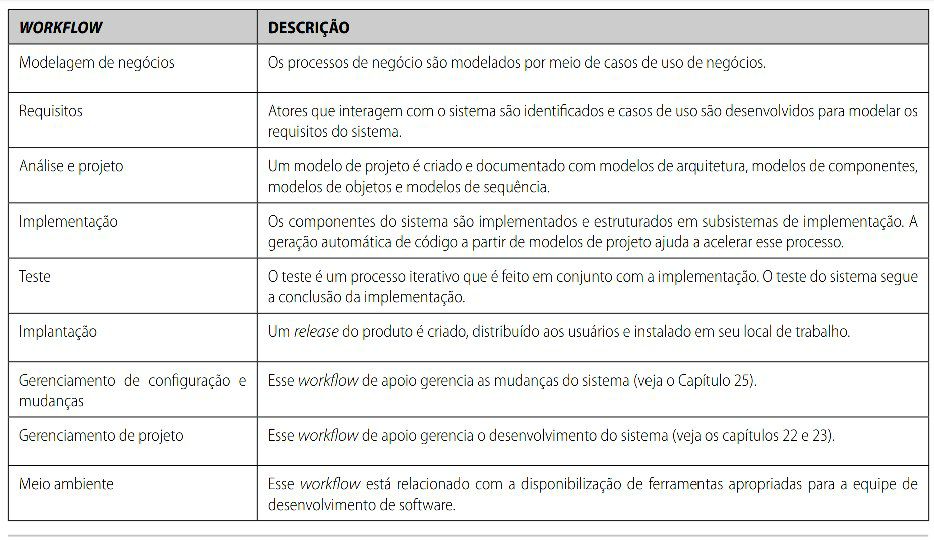 WORKFLOW DESCRIÇÃO
Modelagem de negócios Os processos de negócio são modelados por meio de casos de uso de negócios.
Requisitos Atores que interagem com o sistema são identificados e casos de uso são desenvolvidos para modelar os
requisitos do sistema.
Análise e projeto Um modelo de projeto é criado e documentado com modelos de arquitetura, modelos de componentes,
modelos de objetos e modelos de sequência.
Implementação Os componentes do sistema são implementados e estruturados em subsistemas de implementação. A
geração automática de código a partir de modelos de projeto ajuda a acelerar esse processo.
Teste O teste é um processo iterativo que é feito em conjunto com a implementação. O teste do sistema segue
a conclusão da implementação.
Implantação Um release do produto é criado, distribuído aos usuários e instalado em seu local de trabalho.
Gerenciamento de configuração e Esse workflow de apoio gerencia as mudanças do sistema (veja o Capítulo 25).
mudanças
Gerenciamento de projeto Esse workflow de apoio gerencia o desenvolvimento do sistema (veja os capítulos 22 e 23).
Meio ambiente Esse workflow está relacionado com a disponibilização de ferramentas apropriadas para a equipe de
desenvolvimento de software.